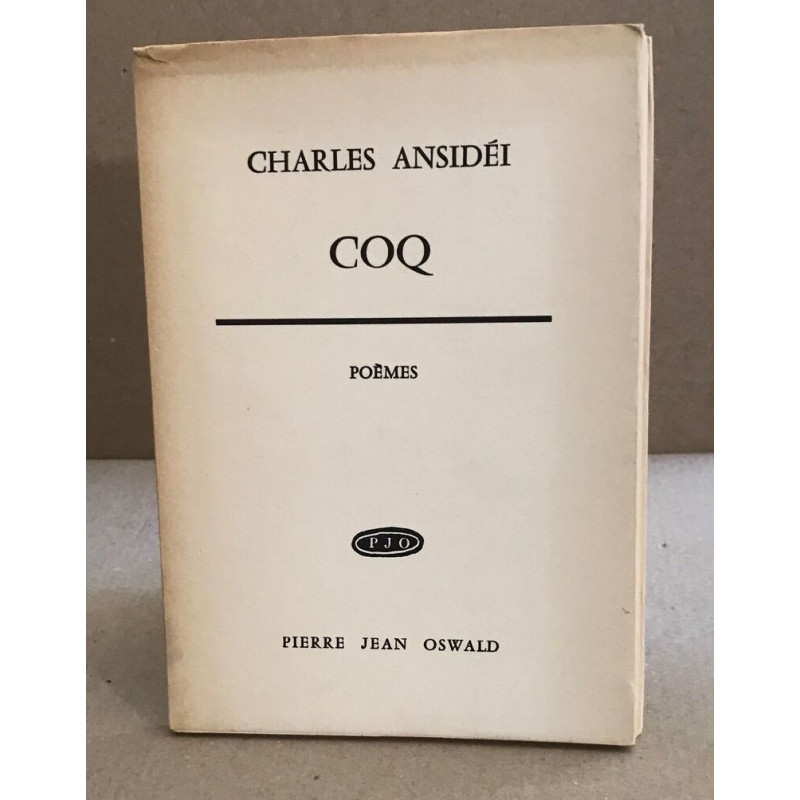 CHARLES ANSIDÉI
COQ
POÈMES
PJO
PIERRE JEAN OSWALD